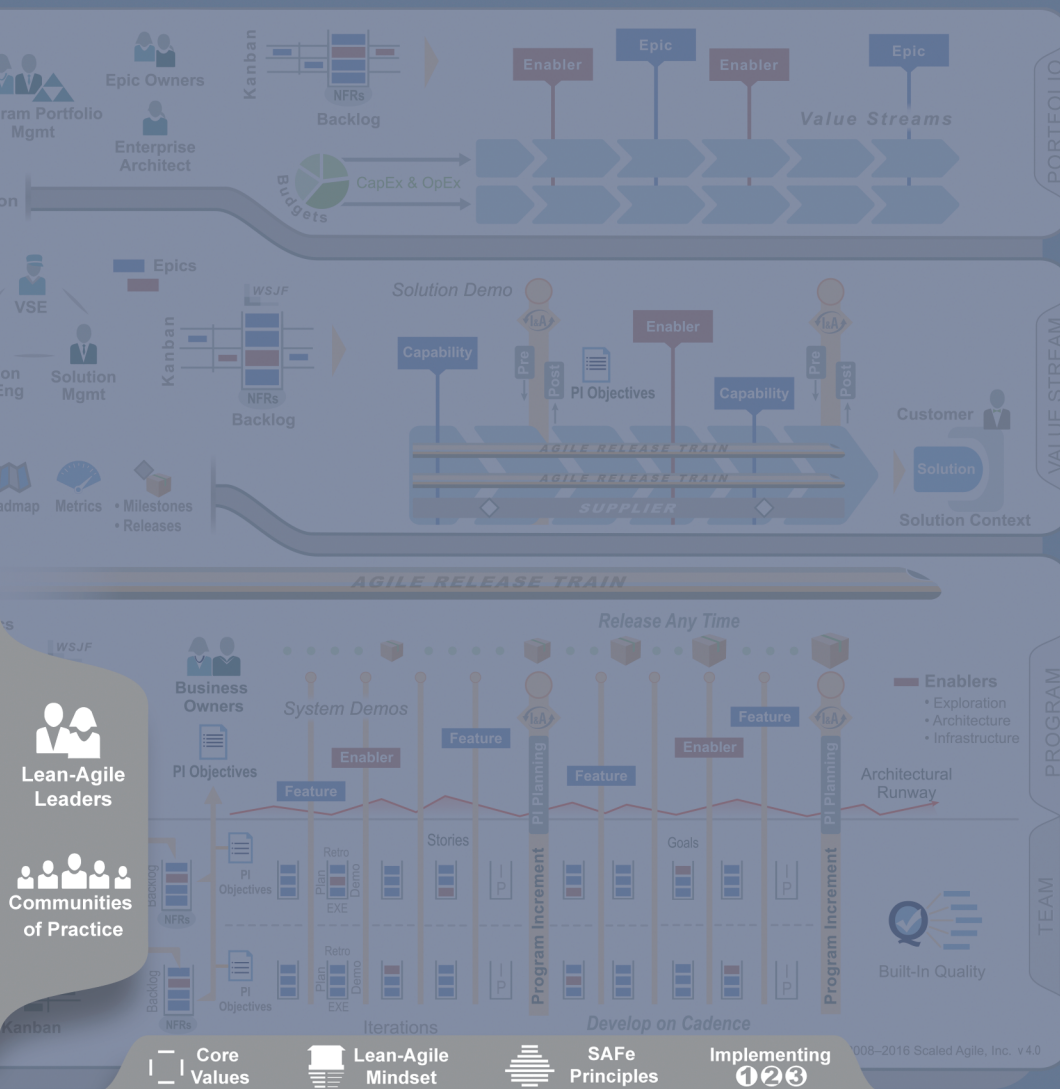 Epic Owners
Portfolio
Mgmt
Enterprise
Architect
Kanban
NFRs
Backlog
Budgets
CapEx & OpEx
Enabler
Epic
Enabler
Epic
Value Streams
PORTFOLIO
VSE
Epics
Solution
Mgmt
Kanban
WSJF
NFRs
Backlog
Solution Demo
I&A
Capability
Pre
Post
PI Objectives
Enabler
Capability
I&A
Pre
Post
Customer
Solution
Solution Context
AGILE RELEASE TRAIN
AGILE RELEASE TRAIN
SUPPLIER
VALUE STREAM
Metrics
• Milestones
• Releases
AGILE RELEASE TRAIN
Release Any Time
WSJF
Business
Owners
PI Objectives
System Demos
Feature
Enabler
Feature
I&A
PI Planning
Feature
Enabler
Feature
I&A
PI Planning
Enablers
• Exploration
• Architecture
• Infrastructure
Architectural
Runway
PROGRAM
Lean-Agile
Leaders
Communities
of Practice
Backlog
NFRs
PI
Objectives
Stories
Goals
Retro
Plan
Demo
EXE
I
P
Program Increment
I
P
Program Increment
Backlog
NFRs
PI
Objectives
Retro
Plan
Demo
EXE
I
P
I
P
Built-In Quality
TEAM
Kanban
Iterations
Develop on Cadence
2008–2016 Scaled Agile, Inc. v 4.0
Core
Values
Lean-Agile
Mindset
SAFe
Principles
Implementing
1 2 3